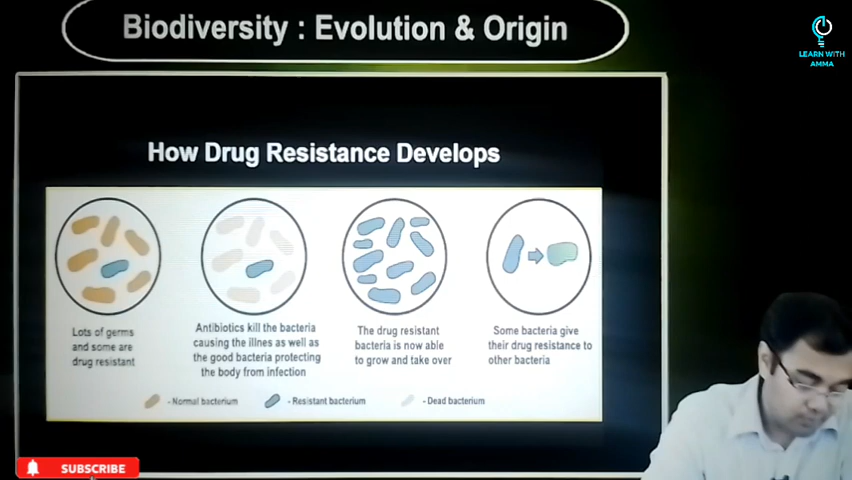 Biodiversity : Evolution & Origin
LEARN WITH
AMMA
How Drug Resistance Develops
Lots of germs
and some are
drug resistant
Antibiotics kill the bacteria
causing the illnes as well as
the good bacteria protecting
the body from infection
The drug resistant
bacteria is now able
to grow and take over
Some bacteria give
their drug resistance to
other bacteria
- Normal bacterium
- Resistant bacterium
- Dead bacterium
SUBSCRIBE